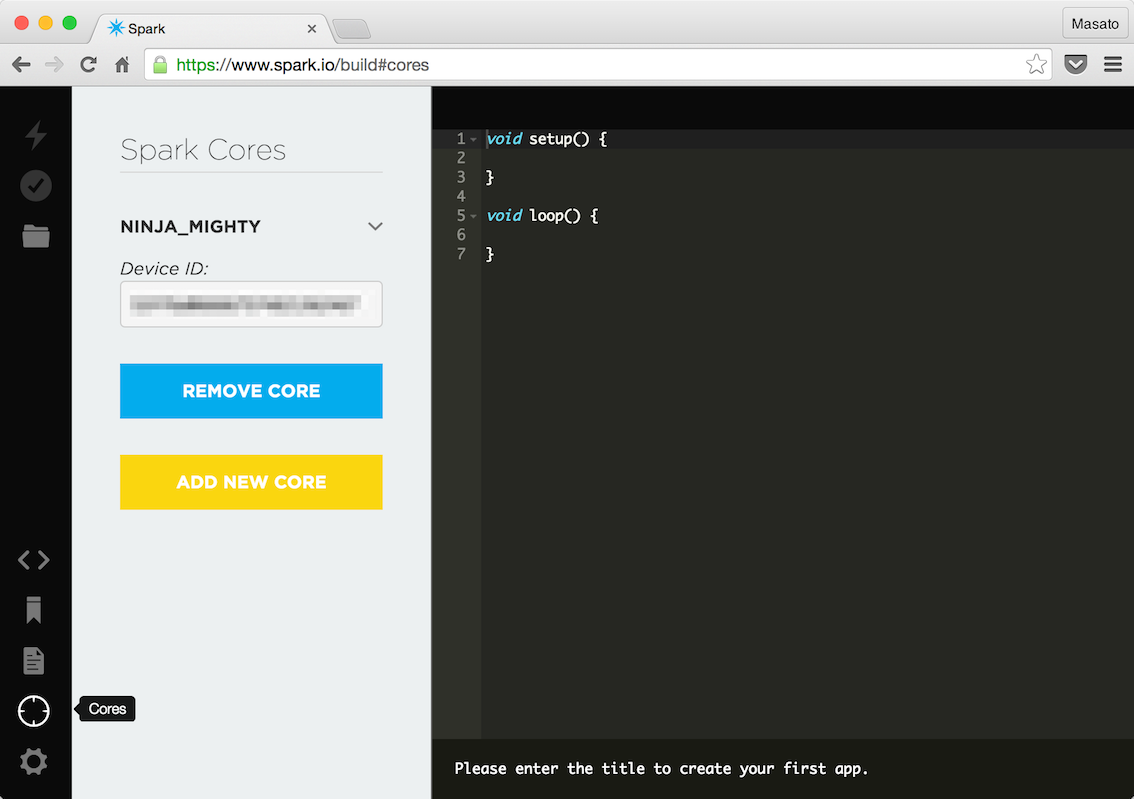 Spark
Masato
https://www.spark.io/build#cores
Spark Cores
NINJA_MIGHTY
Device ID:
REMOVE CORE
ADD NEW CORE
Cores
1 void setup() {
2
3 }
4
5 void loop() {
6
7 }
Please enter the title to create your first app.